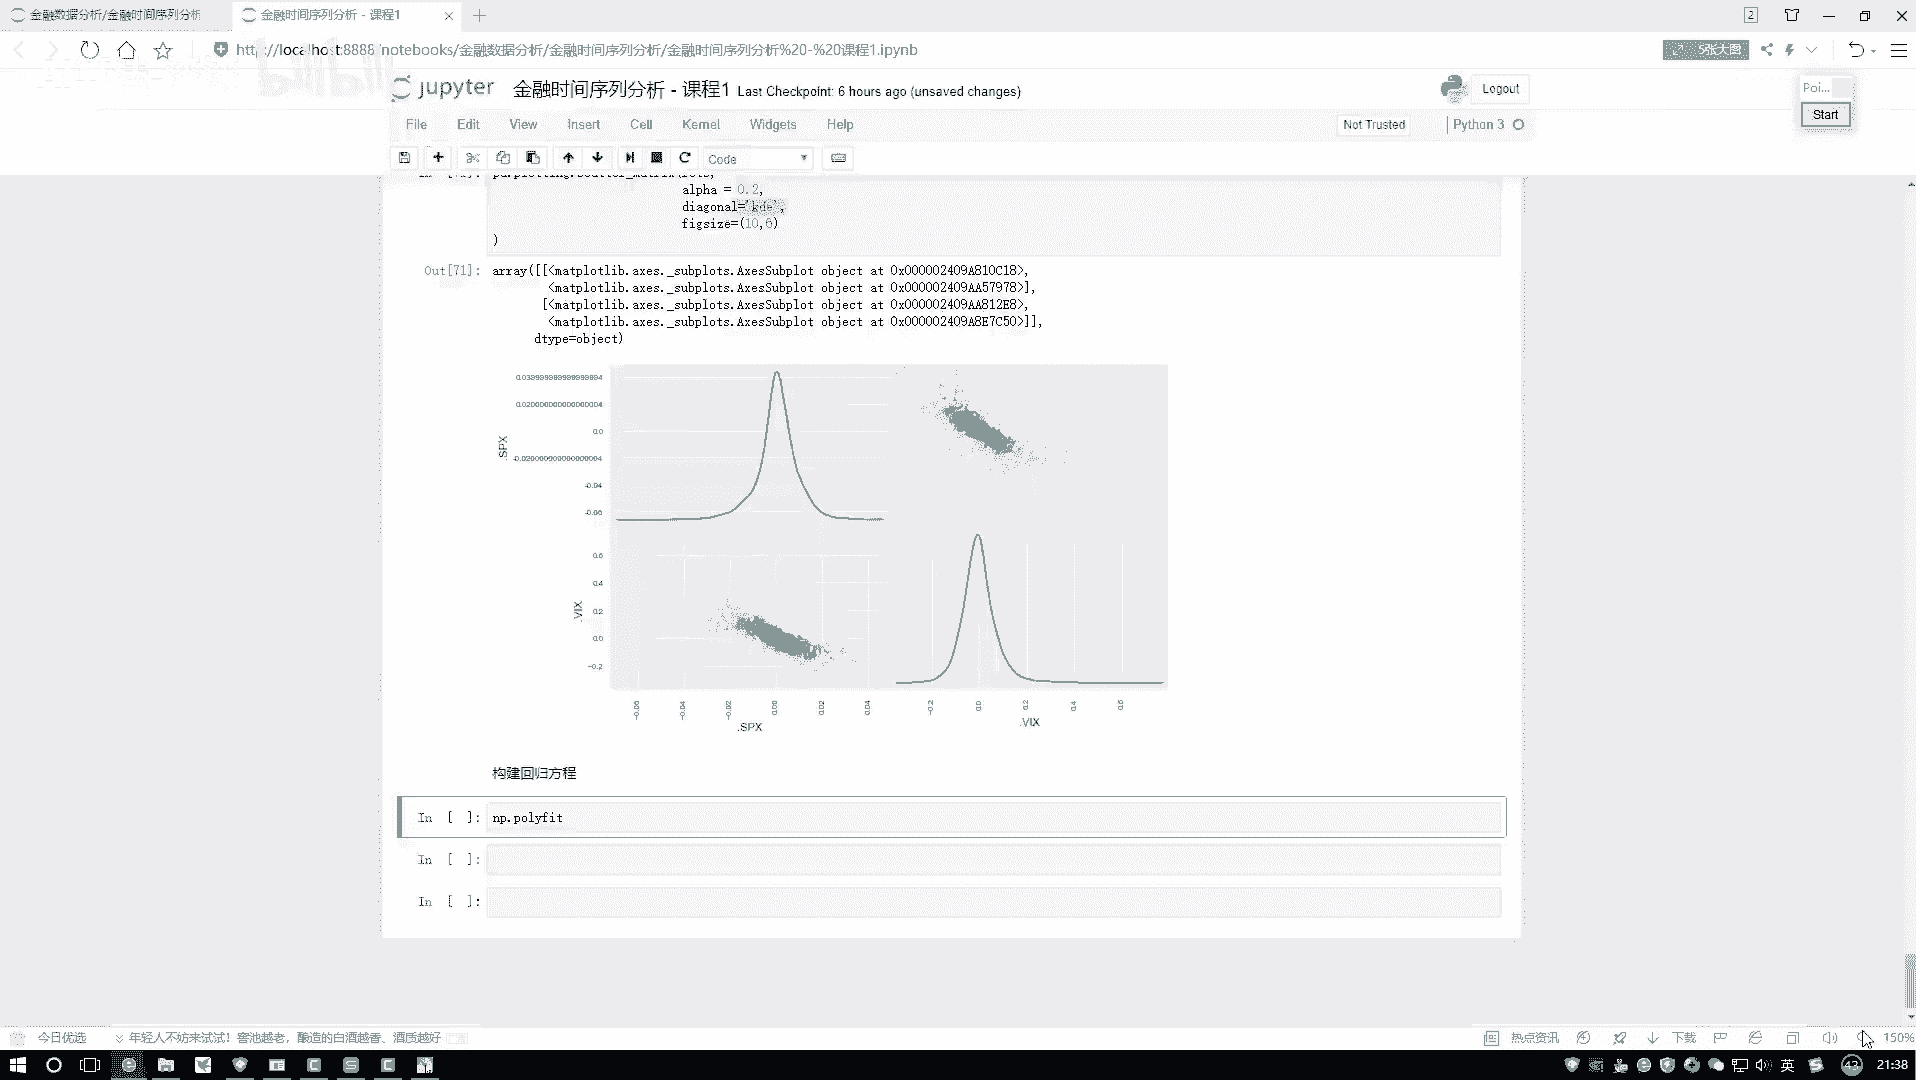 金融数据分析/金融时间序列分析
金融时间序列分析 - 课程1
2
http://localhost:8888/notebooks/金融数据分析/金融时间序列分析/金融时间序列分析%20-%20课程1.ipynb
5张大图
jupyter 金融时间序列分析 - 课程1 Last Checkpoint: 6 hours ago (unsaved changes)
Logout
Poi...
Start
File Edit View Insert Cell Kernel Widgets Help
Not Trusted
Python 3
Code
alpha = 0.2,
diagonal='kde',
figsize=(10,6)
)
Out[71]: array([[<matplotlib.axes._subplots.AxesSubplot object at 0x000002409A810C18>,
<matplotlib.axes._subplots.AxesSubplot object at 0x000002409AA57978>],
[<matplotlib.axes._subplots.AxesSubplot object at 0x000002409AA812E8>,
<matplotlib.axes._subplots.AxesSubplot object at 0x000002409A8E7C50>]],
dtype=object)
0.0
-0.04
-0.06
.SPX
0.6
0.4
0.2
0.0
-0.2
.VIX
-0.06 -0.04 -0.02 0.00 0.02 0.04
-0.2 0.0 0.2 0.4 0.6
.SPX
.VIX
构建回归方程
In [ ]: np.polyfit
In [ ]:
In [ ]:
今日优选
年轻人不妨来试试！窖池越老，酿造的白酒越香、酒质越好
热点资讯
下载
150%
英
43
21:38